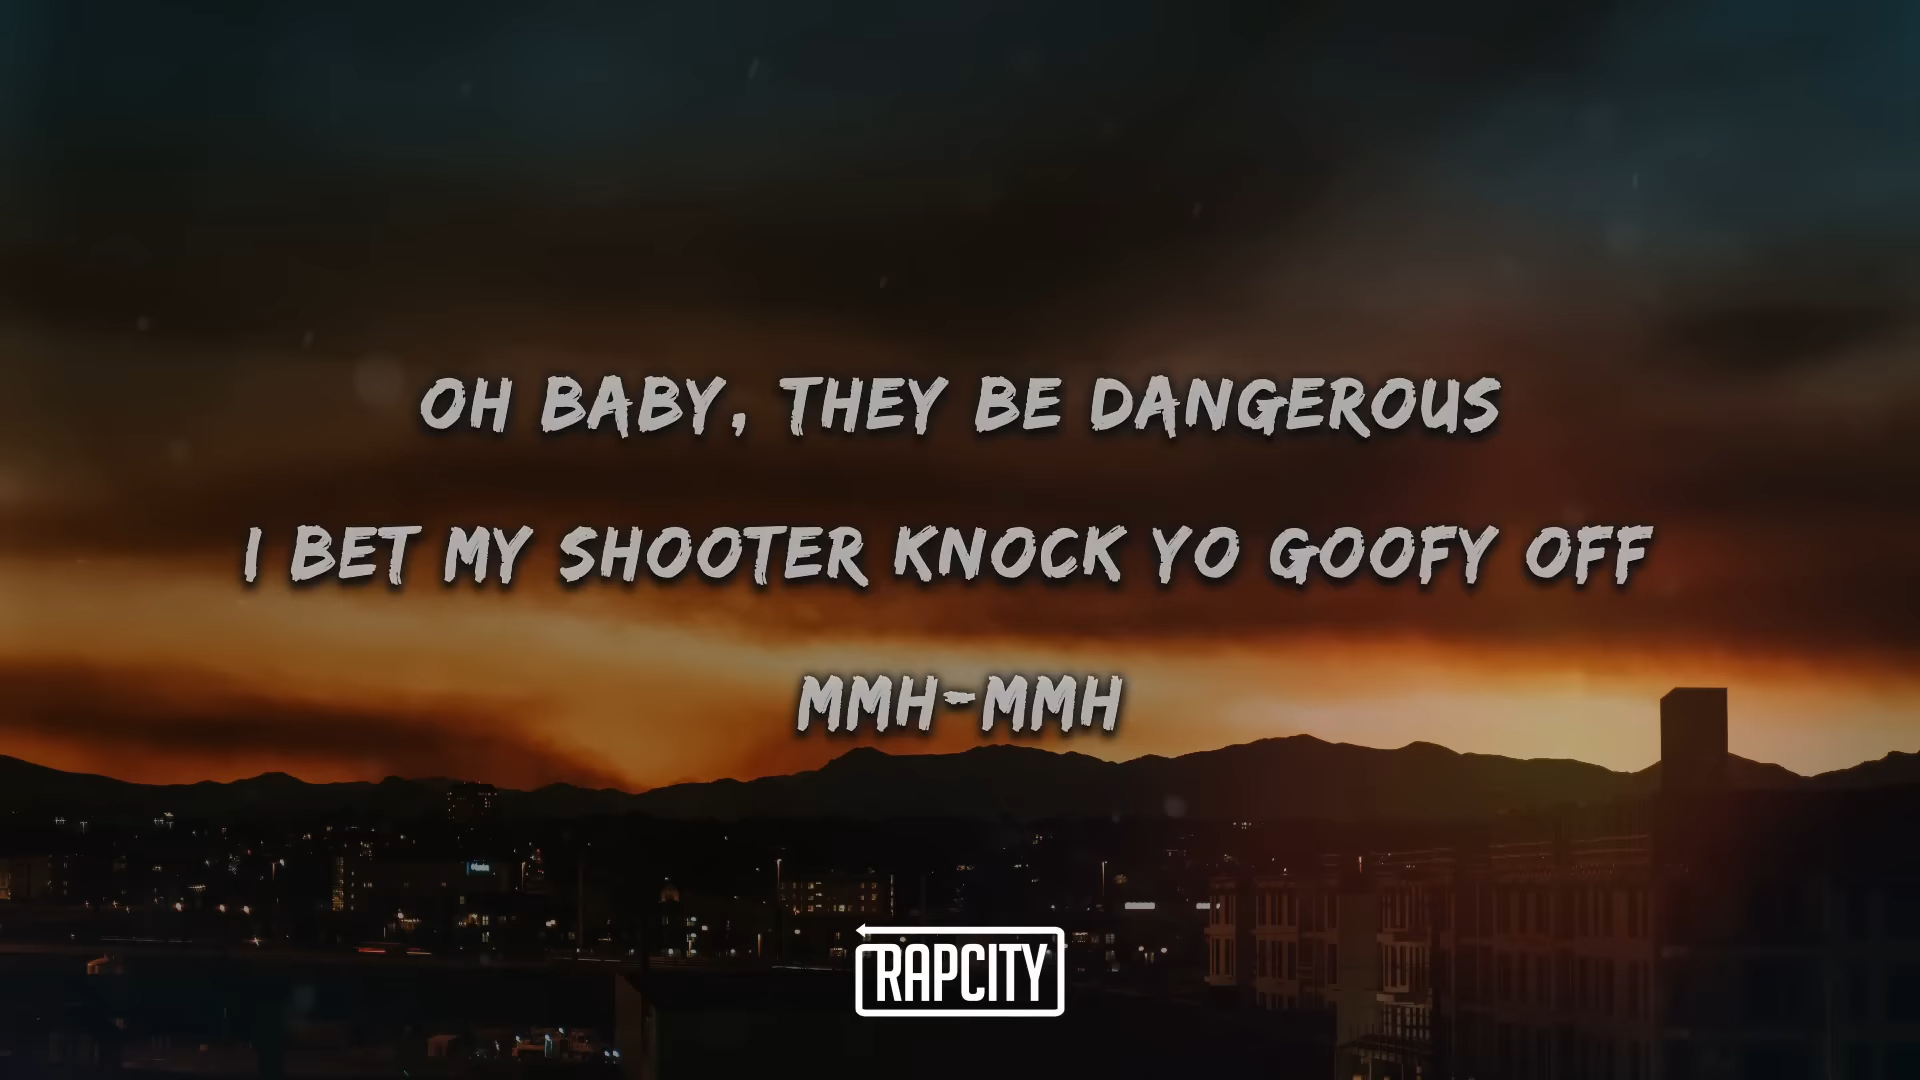 OH BABY, THEY BE DANGEROUS
I BET MY SHOOTER KNOCK YO GOOFY OFF
MMH-MMH
RAPCITY